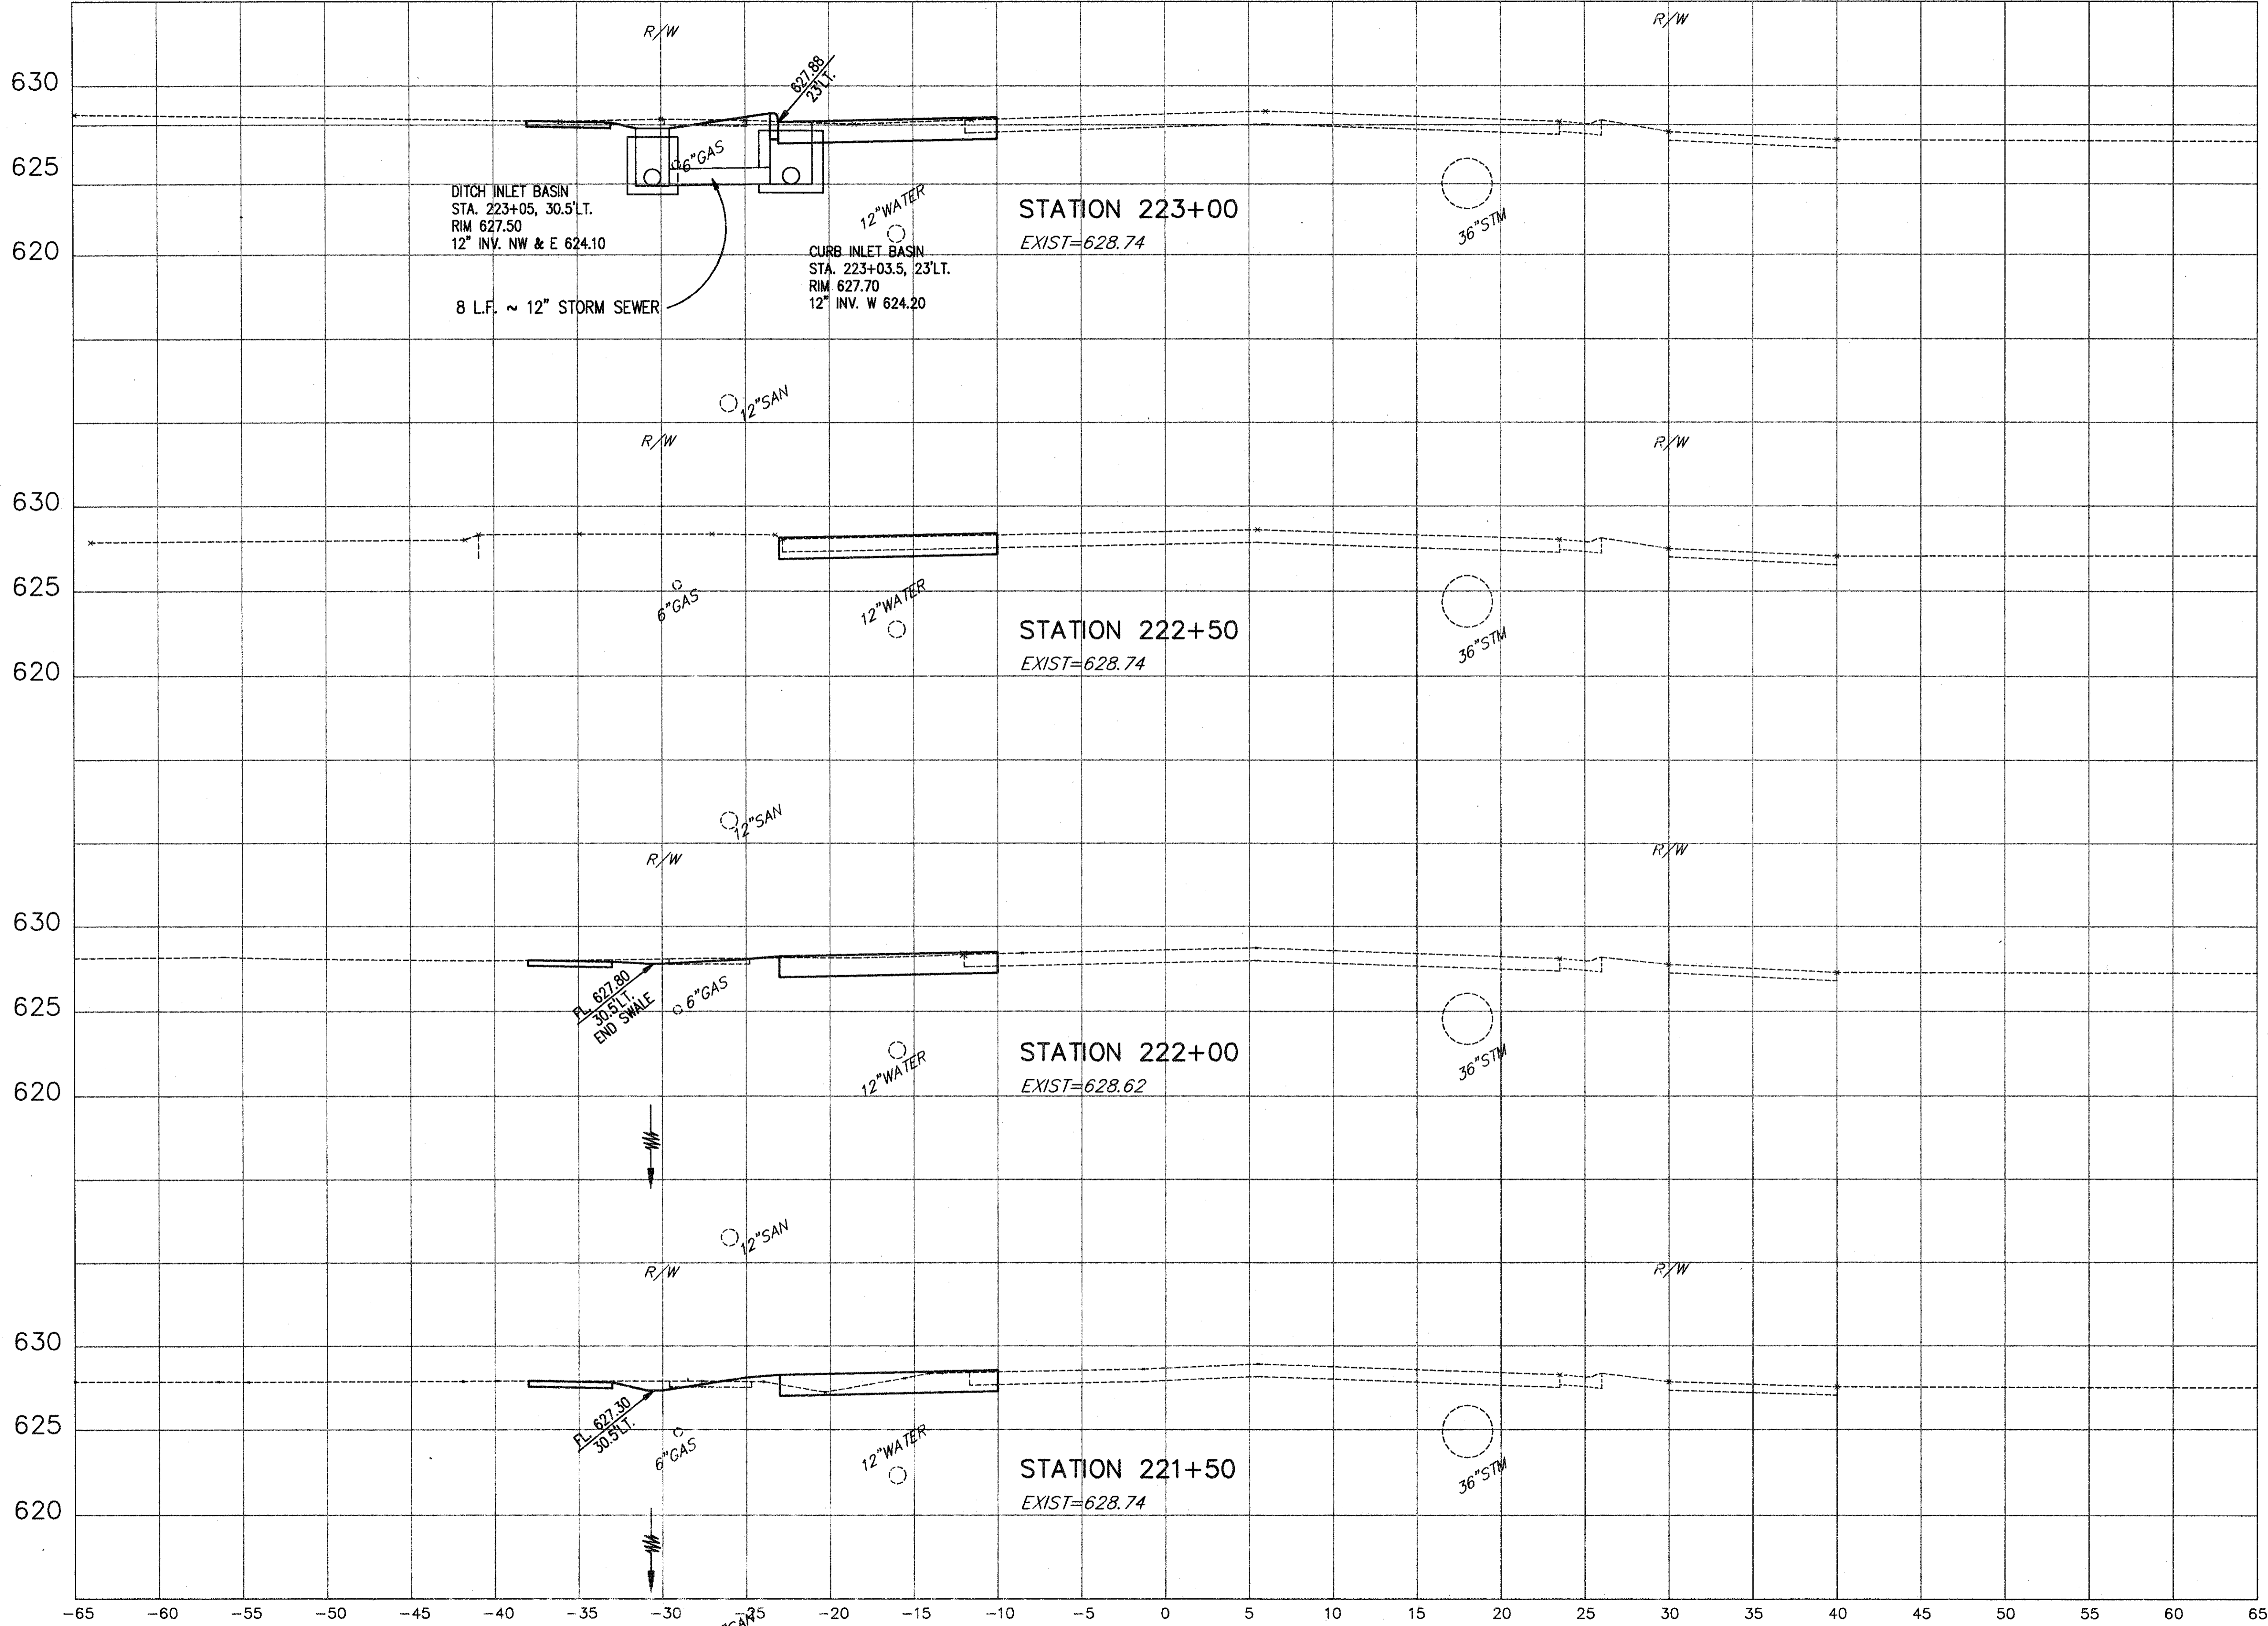 R/W
R/W
630
627.88
23'LT.
625
6"GAS
DITCH INLET BASIN
STA. 223+05, 30.5'LT.
RIM 627.50
12" INV. NW & E 624.10
12"WATER
STATION 223+00
EXIST=628.74
36"STM
620
CURB INLET BASIN
STA. 223+03.5, 23'LT.
RIM 627.70
12" INV. W 624.20
8 L.F. ~ 12" STORM SEWER
12"SAN
R/W
R/W
630
625
6"GAS
12"WATER
STATION 222+50
EXIST=628.74
36"STM
620
12"SAN
R/W
R/W
630
FL. 627.80
30.5'LT.
END SWALE
6"GAS
625
12"WATER
STATION 222+00
EXIST=628.62
36"STM
620
12"SAN
R/W
R/W
630
FL. 627.30
30.5'LT.
625
6"GAS
12"WATER
STATION 221+50
EXIST=628.74
36"STM
620
-65 -60 -55 -50 -45 -40 -35 -30 -25 -20 -15 -10 -5 0 5 10 15 20 25 30 35 40 45 50 55 60 65